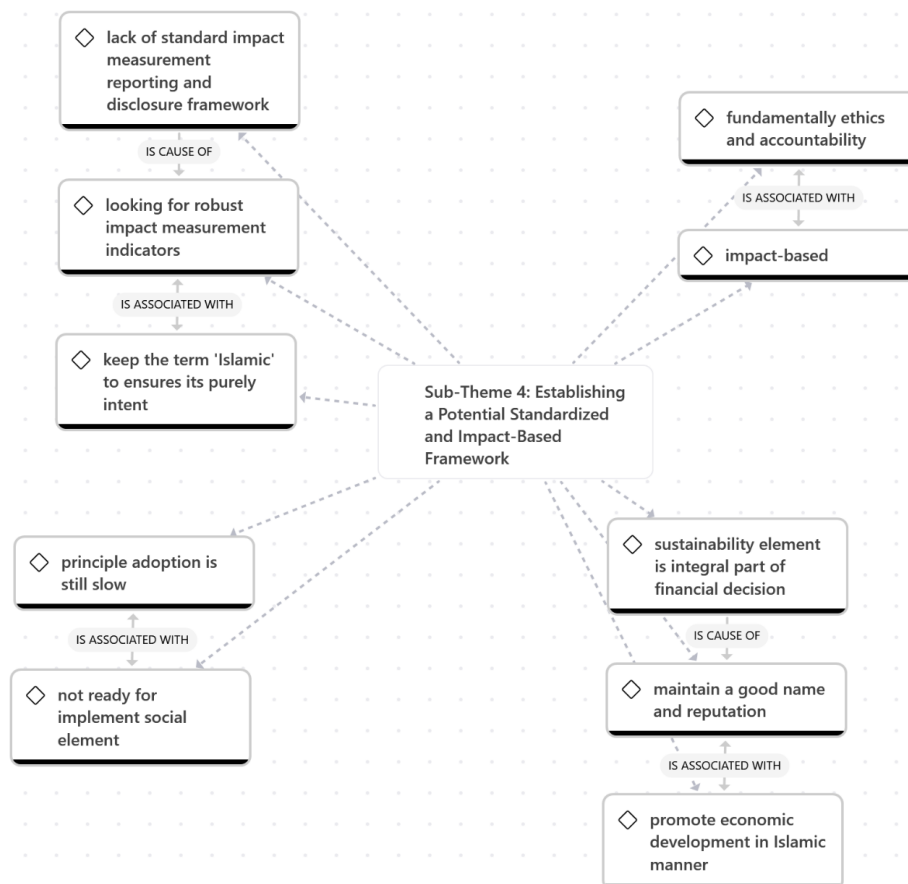 lack of standard impact
measurement
reporting and
disclosure framework
IS CAUSE OF
looking for robust
impact measurement
indicators
IS ASSOCIATED WITH
keep the term 'Islamic'
to ensures its purely
intent
fundamentally ethics
and accountability
IS ASSOCIATED WITH
impact-based
Sub-Theme 4: Establishing
a Potential Standardized
and Impact-Based
Framework
principle adoption is
still slow
IS ASSOCIATED WITH
not ready for
implement social
element
sustainability element
is integral part of
financial decision
IS CAUSE OF
maintain a good name
and reputation
IS ASSOCIATED WITH
promote economic
development in Islamic
manner